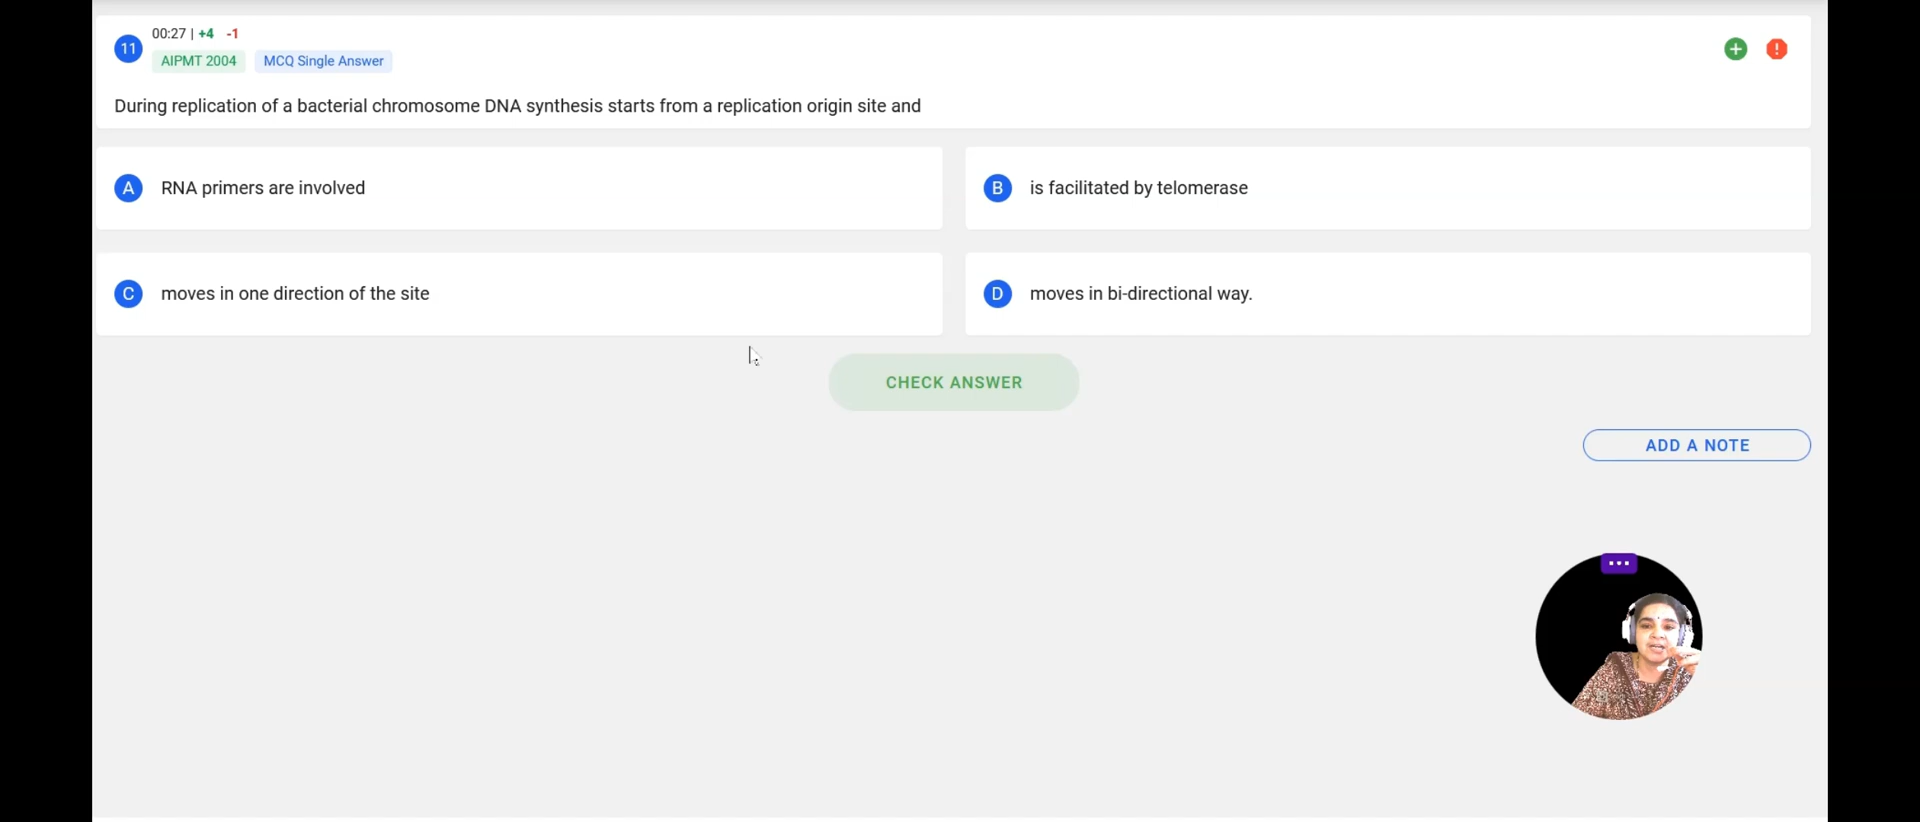 11
00:27 | +4 -1
AIPMT 2004 MCQ Single Answer
During replication of a bacterial chromosome DNA synthesis starts from a replication origin site and
A RNA primers are involved
B is facilitated by telomerase
C moves in one direction of the site
D moves in bi-directional way.
CHECK ANSWER
ADD A NOTE